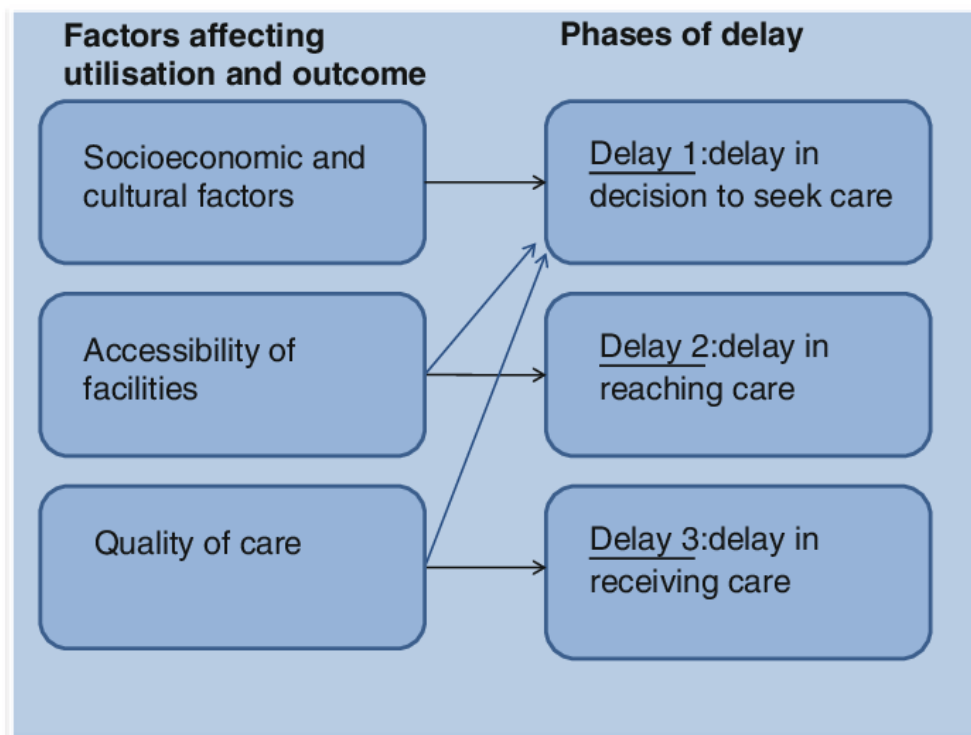 Factors affecting
utilisation and outcome
Phases of delay
Socioeconomic and
cultural factors
Delay 1:delay in
decision to seek care
Accessibility of
facilities
Delay 2:delay in
reaching care
Quality of care
Delay 3:delay in
receiving care